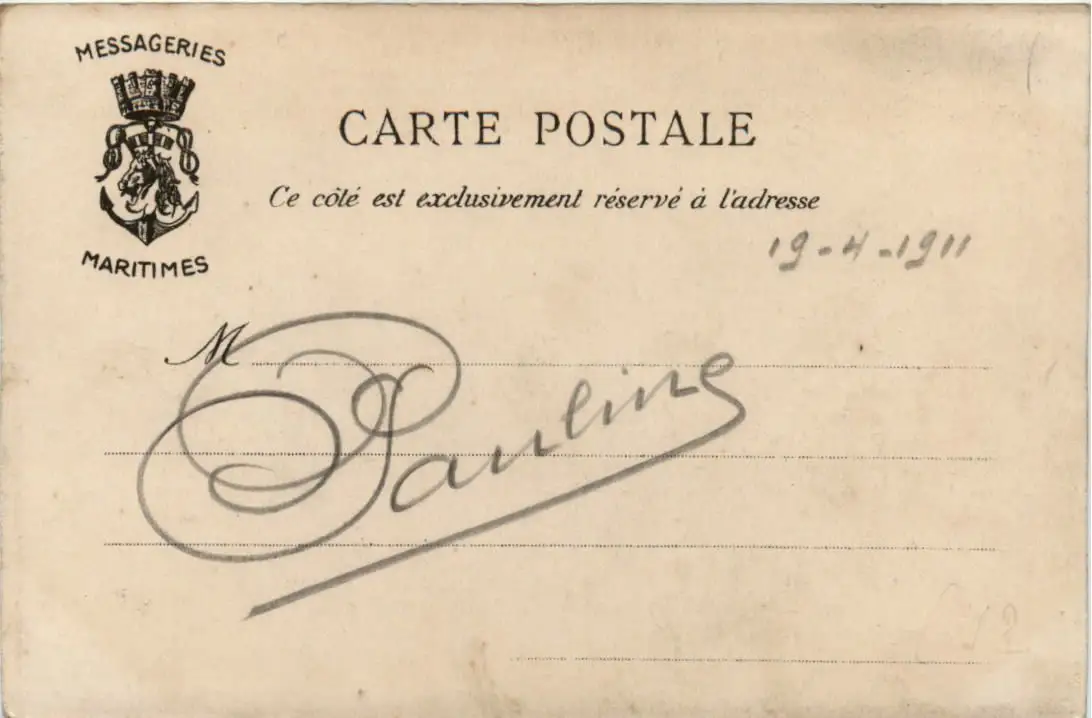 MESSAGERIES
MARITIMES
CARTE POSTALE
Ce côté est exclusivement réservé à l'adresse
19-4-1911
M
Pauline